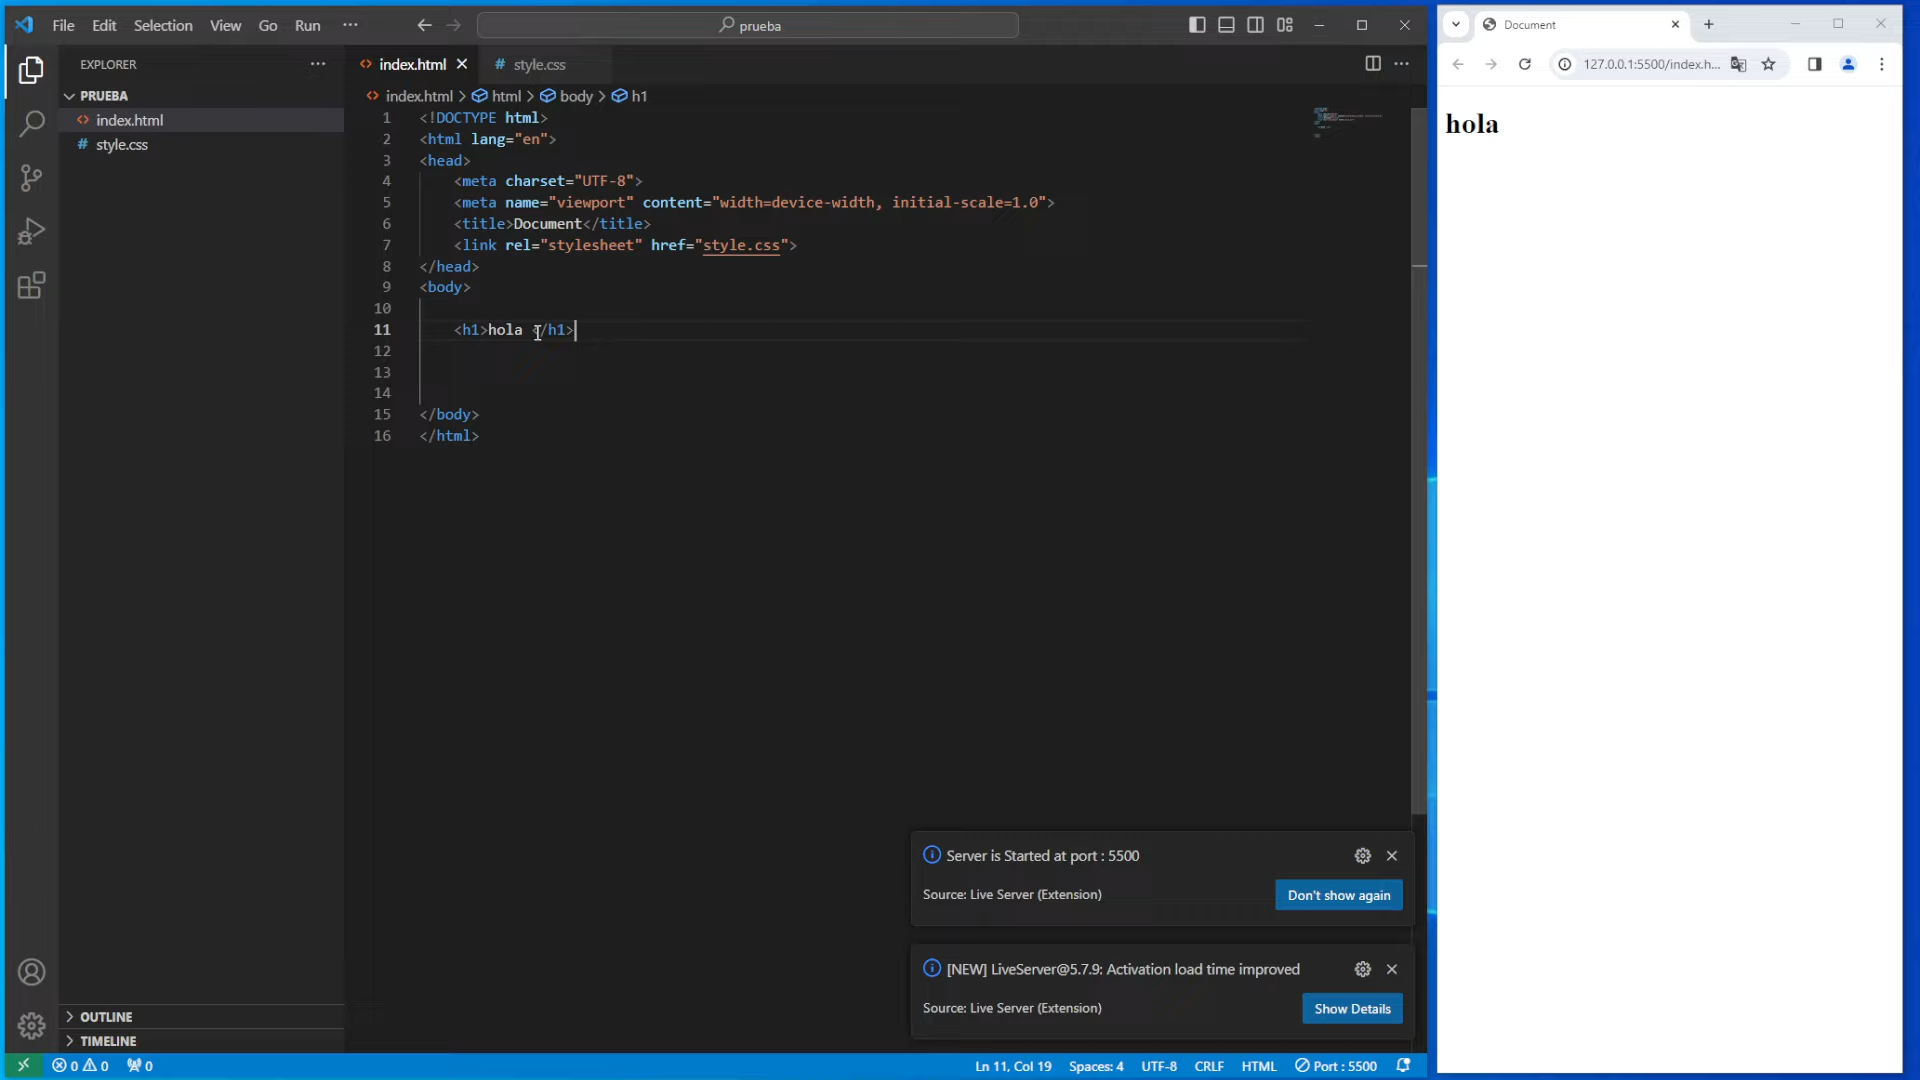 File Edit Selection View Go Run ···
prueba
EXPLORER
PRUEBA
index.html
style.css
index.html
style.css
index.html > html > body > h1
1 <!DOCTYPE html>
2 <html lang="en">
3 <head>
4 <meta charset="UTF-8">
5 <meta name="viewport" content="width=device-width, initial-scale=1.0">
6 <title>Document</title>
7 <link rel="stylesheet" href="style.css">
8 </head>
9 <body>
10
11 <h1>hola </h1>
12
13
14
15 </body>
16 </html>
Server is Started at port : 5500
Source: Live Server (Extension)
Don't show again
[NEW] LiveServer@5.7.9: Activation load time improved
Source: Live Server (Extension)
Show Details
OUTLINE
TIMELINE
0 0 0
Ln 11, Col 19 Spaces: 4 UTF-8 CRLF HTML Port : 5500
Document
127.0.0.1:5500/index.h...
hola